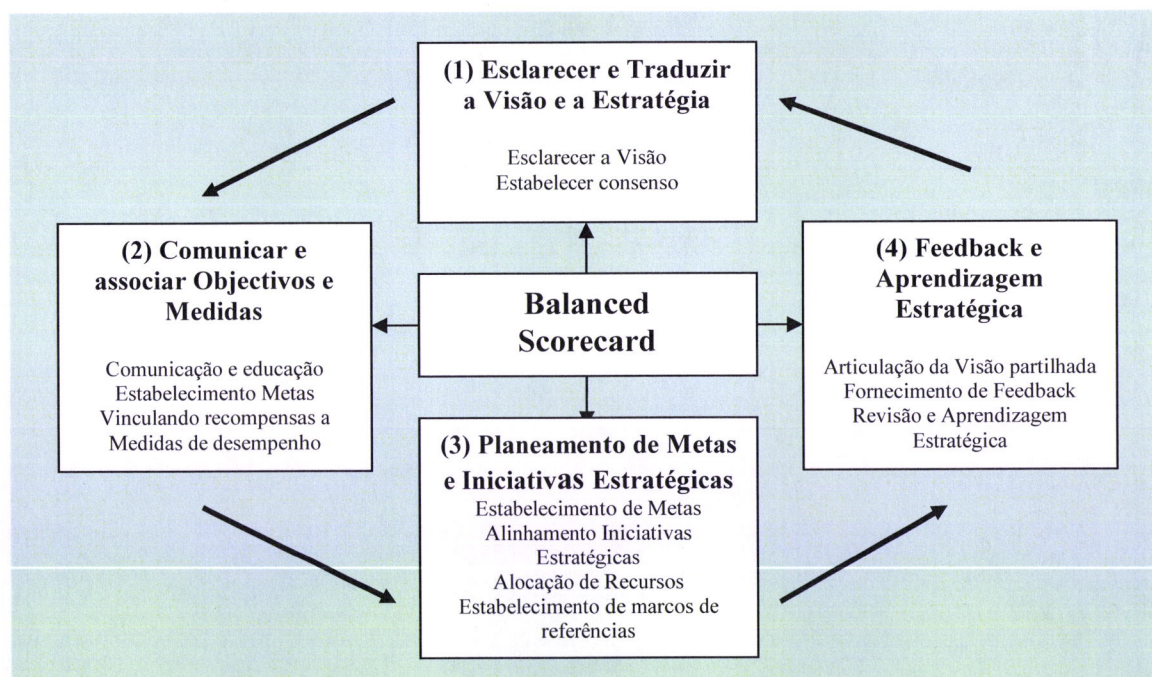 (1) Esclarecer e Traduzir
a Visão e a Estratégia
Esclarecer a Visão
Estabelecer consenso
(2) Comunicar e
associar Objectivos e
Medidas
Comunicação e educação
Estabelecimento Metas
Vinculando recompensas a
Medidas de desempenho
Balanced
Scorecard
(3) Planeamento de Metas
e Iniciativas Estratégicas
Estabelecimento de Metas
Alinhamento Iniciativas
Estratégicas
Alocação de Recursos
Estabelecimento de marcos de
referências
(4) Feedback e
Aprendizagem
Estratégica
Articulação da Visão partilhada
Fornecimento de Feedback
Revisão e Aprendizagem
Estratégica